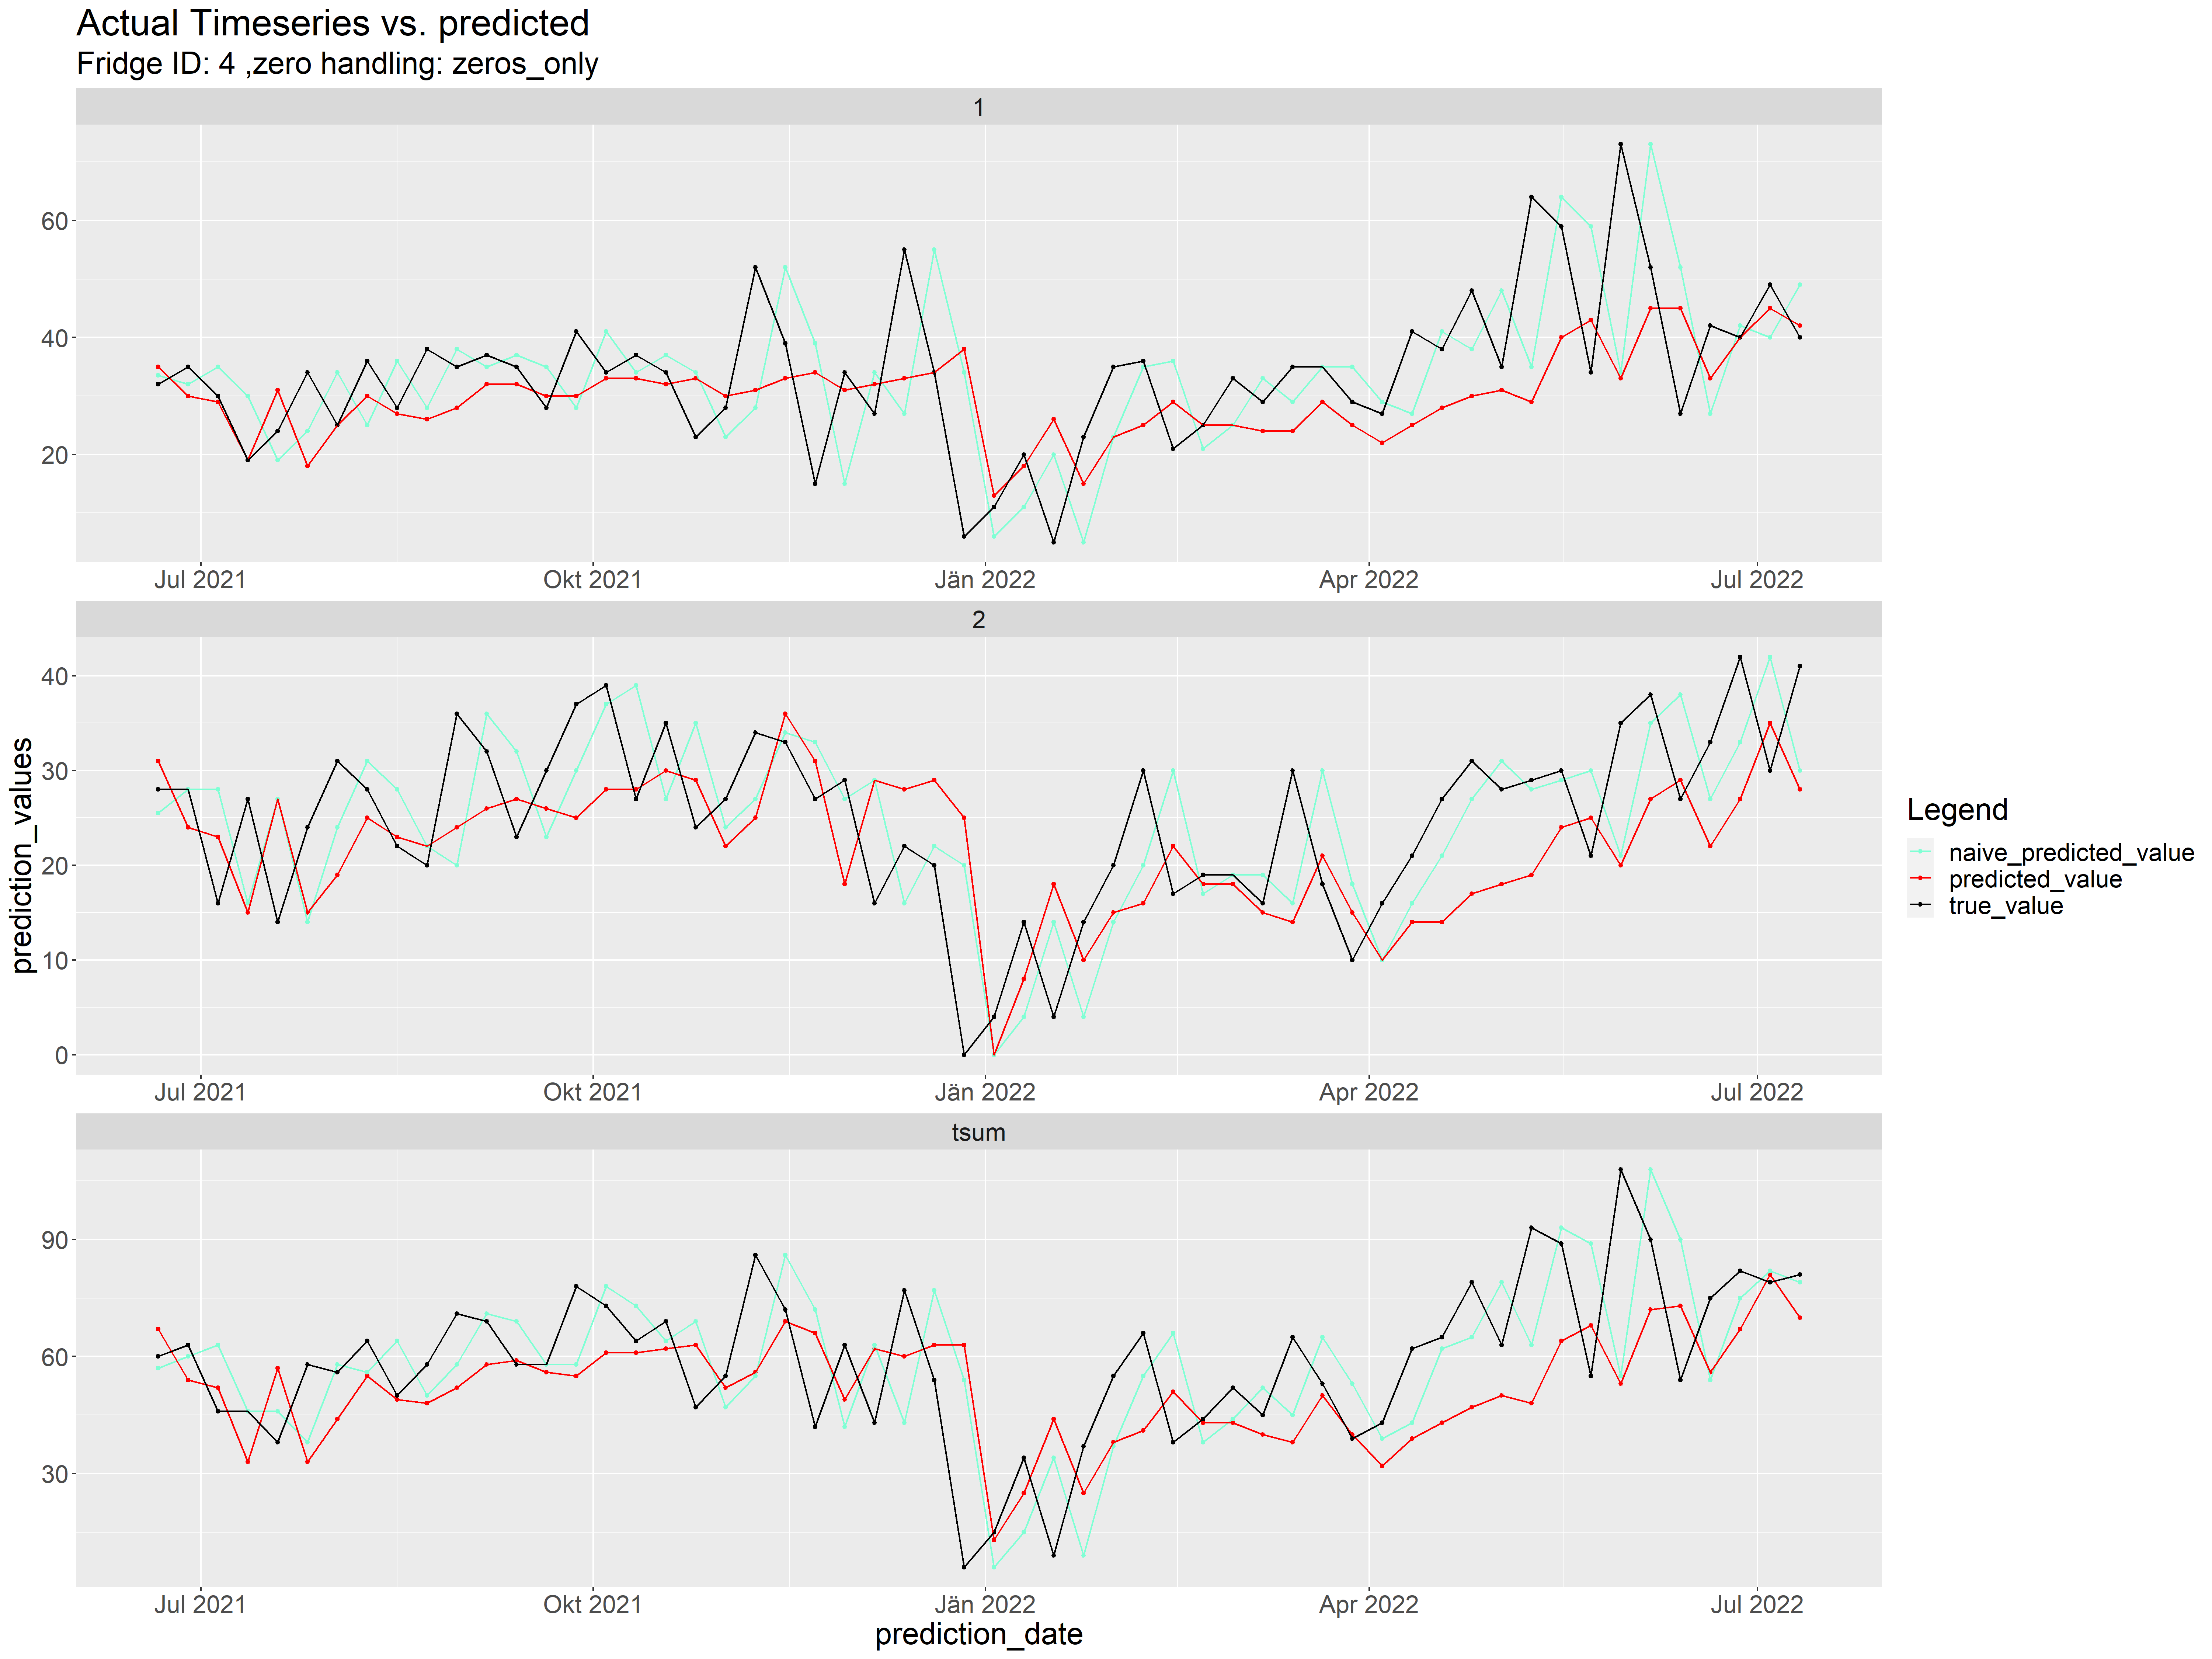 Actual Timeseries vs. predicted
Fridge ID: 4 ,zero handling: zeros_only
1
60
40
20
Jul 2021 Okt 2021 Jän 2022 Apr 2022 Jul 2022
2
40
30
20
10
0
Jul 2021 Okt 2021 Jän 2022 Apr 2022 Jul 2022
tsum
90
60
30
Jul 2021 Okt 2021 Jän 2022 Apr 2022 Jul 2022
prediction_date
prediction_values
Legend
naive_predicted_value
predicted_value
true_value